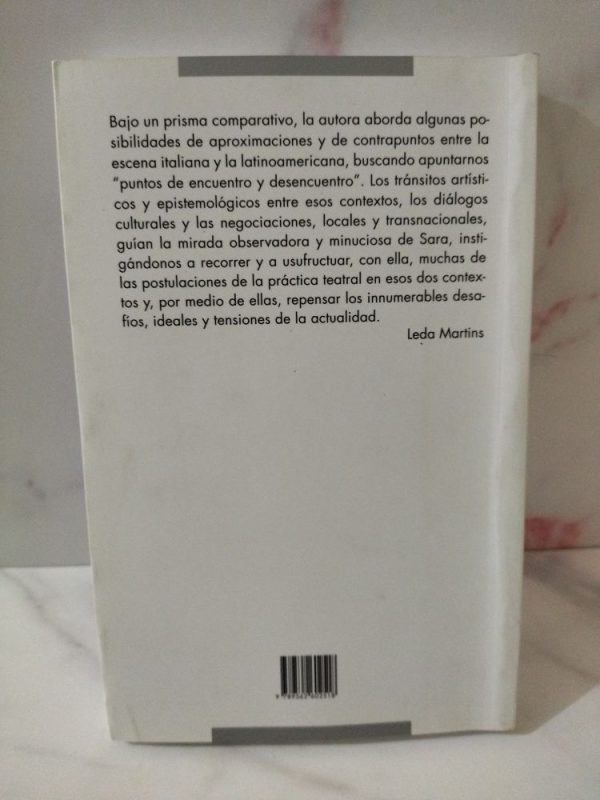 Bajo un prisma comparativo, la autora aborda algunas po-
sibilidades de aproximaciones y de contrapuntos entre la
escena italiana y la latinoamericana, buscando apuntarnos
“puntos de encuentro y desencuentro”. Los tránsitos artísti-
cos y epistemológicos entre esos contextos, los diálogos
culturales y las negociaciones, locales y transnacionales,
guían la mirada observadora y minuciosa de Sara, insti-
gándonos a recorrer y a usufructuar, con ella, muchas de
las postulaciones de la práctica teatral en esos dos contex-
tos y, por medio de ellas, repensar los innumerables desa-
fíos, ideales y tensiones de la actualidad.
Leda Martins